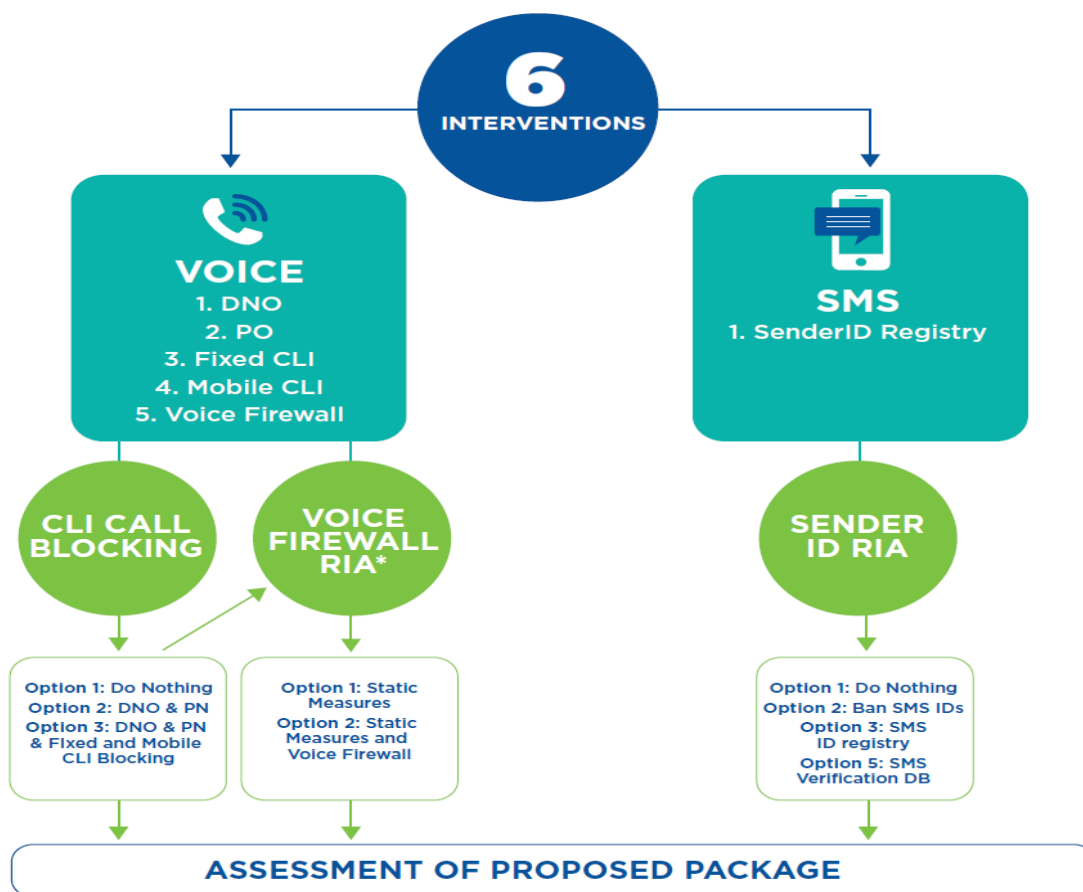 6
INTERVENTIONS
VOICE
1. DNO
2. PO
3. Fixed CLI
4. Mobile CLI
5. Voice Firewall
SMS
1. SenderID Registry
CLI CALL
BLOCKING
VOICE
FIREWALL
RIA*
SENDER
ID RIA
Option 1: Do Nothing
Option 2: DNO & PN
Option 3: DNO & PN
& FIxed and Mobile
CLI Blocking
Option 1: Static
Measures
Option 2: Static
Measures and
Voice Firewall
Option 1: Do Nothing
Option 2: Ban SMS IDs
Option 3: SMS
ID registry
Option 5: SMS
Verification DB
ASSESSMENT OF PROPOSED PACKAGE